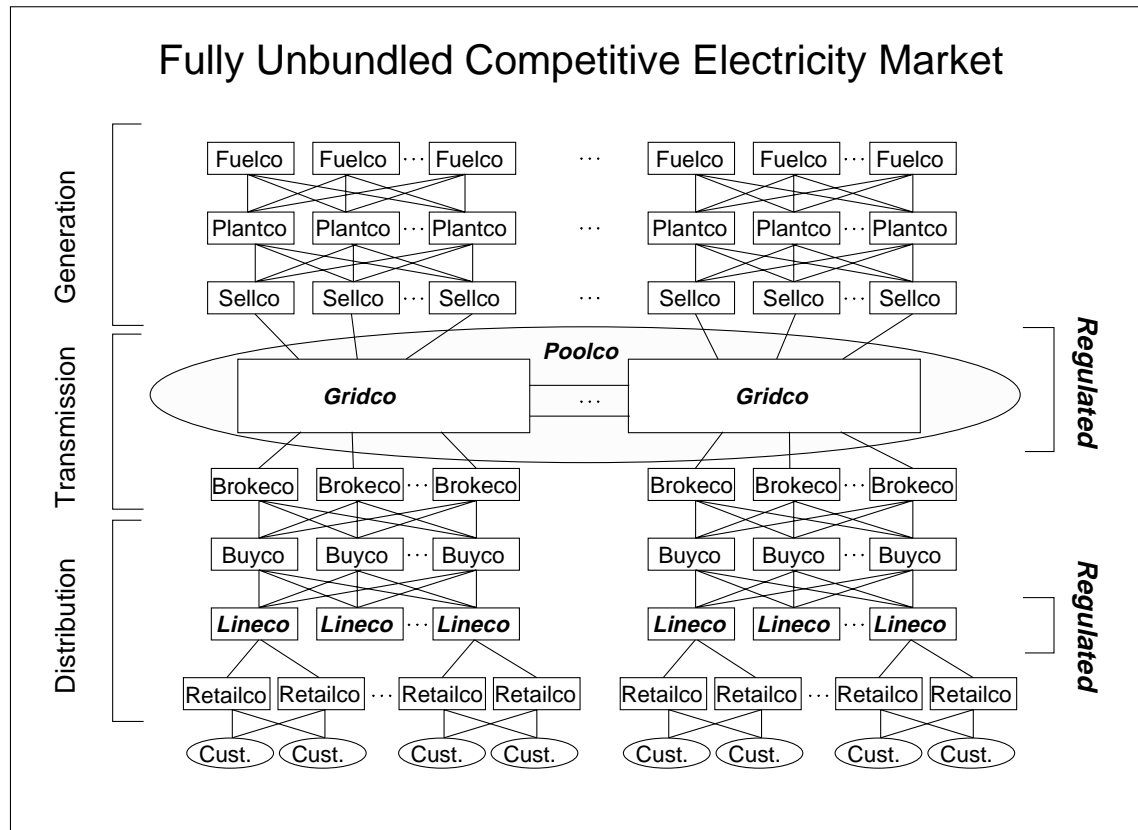 Fully Unbundled Competitive Electricity Market
Generation
Fuelco Fuelco ... Fuelco ... Fuelco Fuelco ... Fuelco
Plantco Plantco ... Plantco ... Plantco Plantco ... Plantco
Sellco Sellco ... Sellco ... Sellco Sellco ... Sellco
Transmission
Poolco
Gridco ... Gridco
Regulated
Brokeco Brokeco ... Brokeco Brokeco Brokeco ... Brokeco
Distribution
Buyco Buyco ... Buyco Buyco Buyco ... Buyco
Lineco Lineco ... Lineco Lineco Lineco ... Lineco
Regulated
Retailco Retailco ... Retailco Retailco Retailco Retailco ... Retailco Retailco
Cust. Cust. Cust. Cust. Cust. Cust. Cust. Cust.